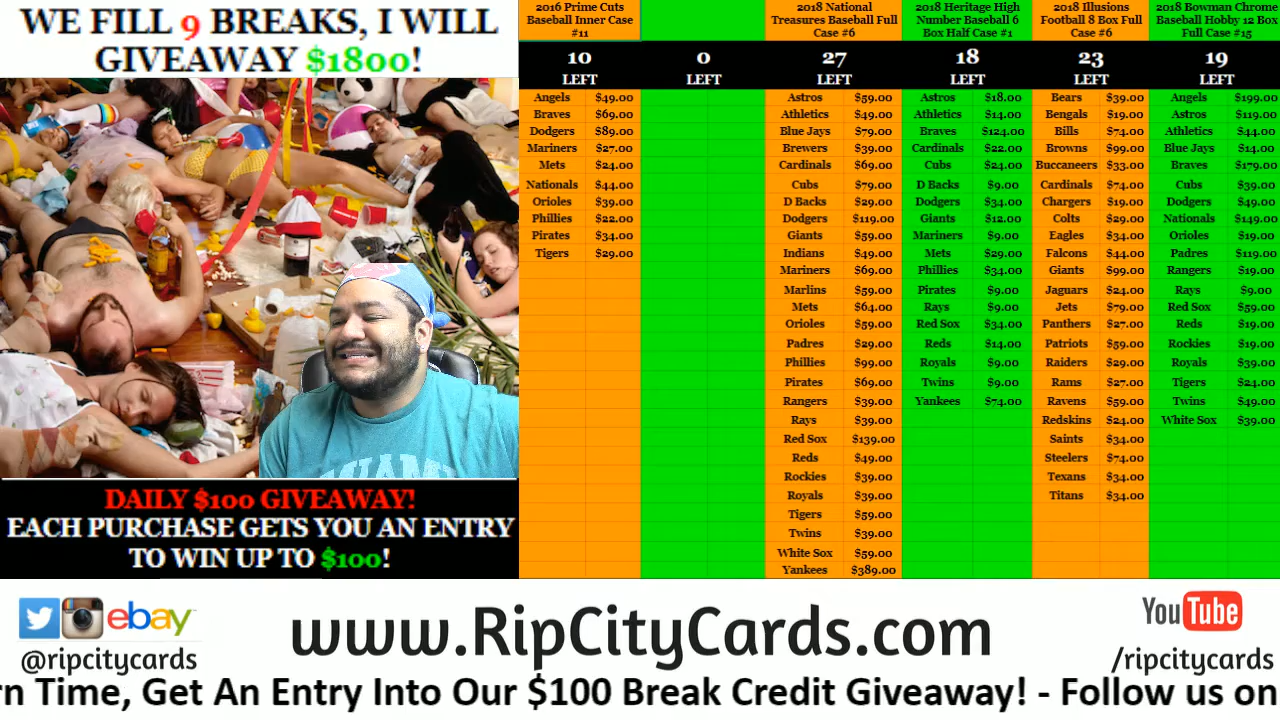 WE FILL 9 BREAKS, I WILL
GIVEAWAY $1800!
MIAMI
DAILY $100 GIVEAWAY!
EACH PURCHASE GETS YOU AN ENTRY
TO WIN UP TO $100!
2016 Prime Cuts
Baseball Inner Case
#11
10
LEFT
Angels $49.00
Braves $69.00
Dodgers $89.00
Mariners $27.00
Mets $24.00
Nationals $44.00
Orioles $39.00
Phillies $22.00
Pirates $34.00
Tigers $29.00
0
LEFT
2018 National
Treasures Baseball Full
Case #6
27
LEFT
Astros $59.00
Athletics $49.00
Blue Jays $79.00
Brewers $39.00
Cardinals $69.00
Cubs $79.00
D Backs $29.00
Dodgers $119.00
Giants $59.00
Indians $49.00
Mariners $69.00
Marlins $59.00
Mets $64.00
Orioles $59.00
Padres $29.00
Phillies $99.00
Pirates $69.00
Rangers $39.00
Rays $39.00
Red Sox $139.00
Reds $49.00
Rockies $39.00
Royals $39.00
Tigers $59.00
Twins $39.00
White Sox $59.00
Yankees $389.00
2018 Heritage High
Number Baseball 6
Box Half Case #1
18
LEFT
Astros $18.00
Athletics $14.00
Braves $124.00
Cardinals $22.00
Cubs $24.00
D Backs $9.00
Dodgers $34.00
Giants $12.00
Mariners $9.00
Mets $29.00
Phillies $34.00
Pirates $9.00
Rays $9.00
Red Sox $34.00
Reds $14.00
Royals $9.00
Twins $9.00
Yankees $74.00
2018 Illusions
Football 8 Box Full
Case #6
23
LEFT
Bears $39.00
Bengals $19.00
Bills $74.00
Browns $99.00
Buccaneers $33.00
Cardinals $74.00
Chargers $19.00
Colts $29.00
Eagles $34.00
Falcons $44.00
Giants $99.00
Jaguars $24.00
Jets $79.00
Panthers $27.00
Patriots $59.00
Raiders $29.00
Rams $27.00
Ravens $59.00
Redskins $24.00
Saints $34.00
Steelers $74.00
Texans $34.00
Titans $34.00
2018 Bowman Chrome
Baseball Hobby 12 Box
Full Case #15
19
LEFT
Angels $199.00
Astros $119.00
Athletics $44.00
Blue Jays $14.00
Braves $179.00
Cubs $39.00
Dodgers $49.00
Nationals $149.00
Orioles $19.00
Padres $119.00
Rangers $19.00
Rays $9.00
Red Sox $59.00
Reds $19.00
Rockies $19.00
Royals $39.00
Tigers $24.00
Twins $49.00
White Sox $39.00
ebay
@ripcitycards
www.RipCityCards.com
YouTube
/ripcitycards
rn Time, Get An Entry Into Our $100 Break Credit Giveaway! - Follow us on